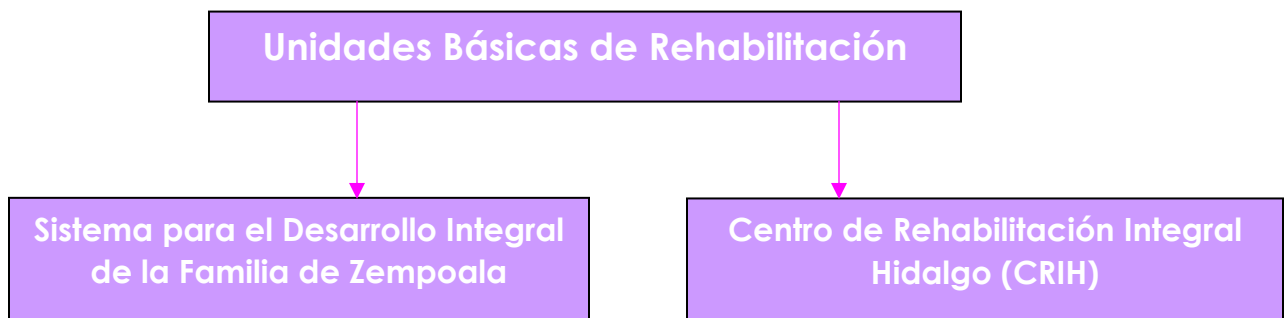 Unidades Básicas de Rehabilitación
Sistema para el Desarrollo Integral
de la Familia de Zempoala
Centro de Rehabilitación Integral
Hidalgo (CRIH)